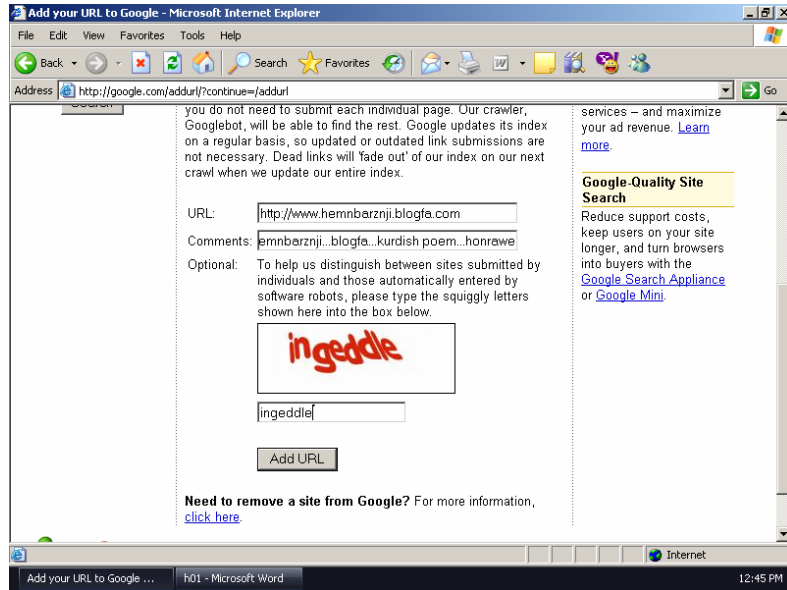 Add your URL to Google - Microsoft Internet Explorer
File Edit View Favorites Tools Help
Back Search Favorites
Address http://google.com/addurl/?continue=/addurl Go
Search
you do not need to submit each individual page. Our crawler,
Googlebot, will be able to find the rest. Google updates its index
on a regular basis, so updated or outdated link submissions are
not necessary. Dead links will 'fade out' of our index on our next
crawl when we update our entire index.
URL: http://www.hemnbarznji.blogfa.com
Comments: emnbarznji...blogfa...kurdish poem...honrawe
Optional: To help us distinguish between sites submitted by
individuals and those automatically entered by
software robots, please type the squiggly letters
shown here into the box below.
ingeddle
ingeddle
Add URL
Need to remove a site from Google? For more information,
click here.
services – and maximize
your ad revenue. Learn
more.
Google-Quality Site
Search
Reduce support costs,
keep users on your site
longer, and turn browsers
into buyers with the
Google Search Appliance
or Google Mini.
Internet
Add your URL to Google ... h01 - Microsoft Word 12:45 PM